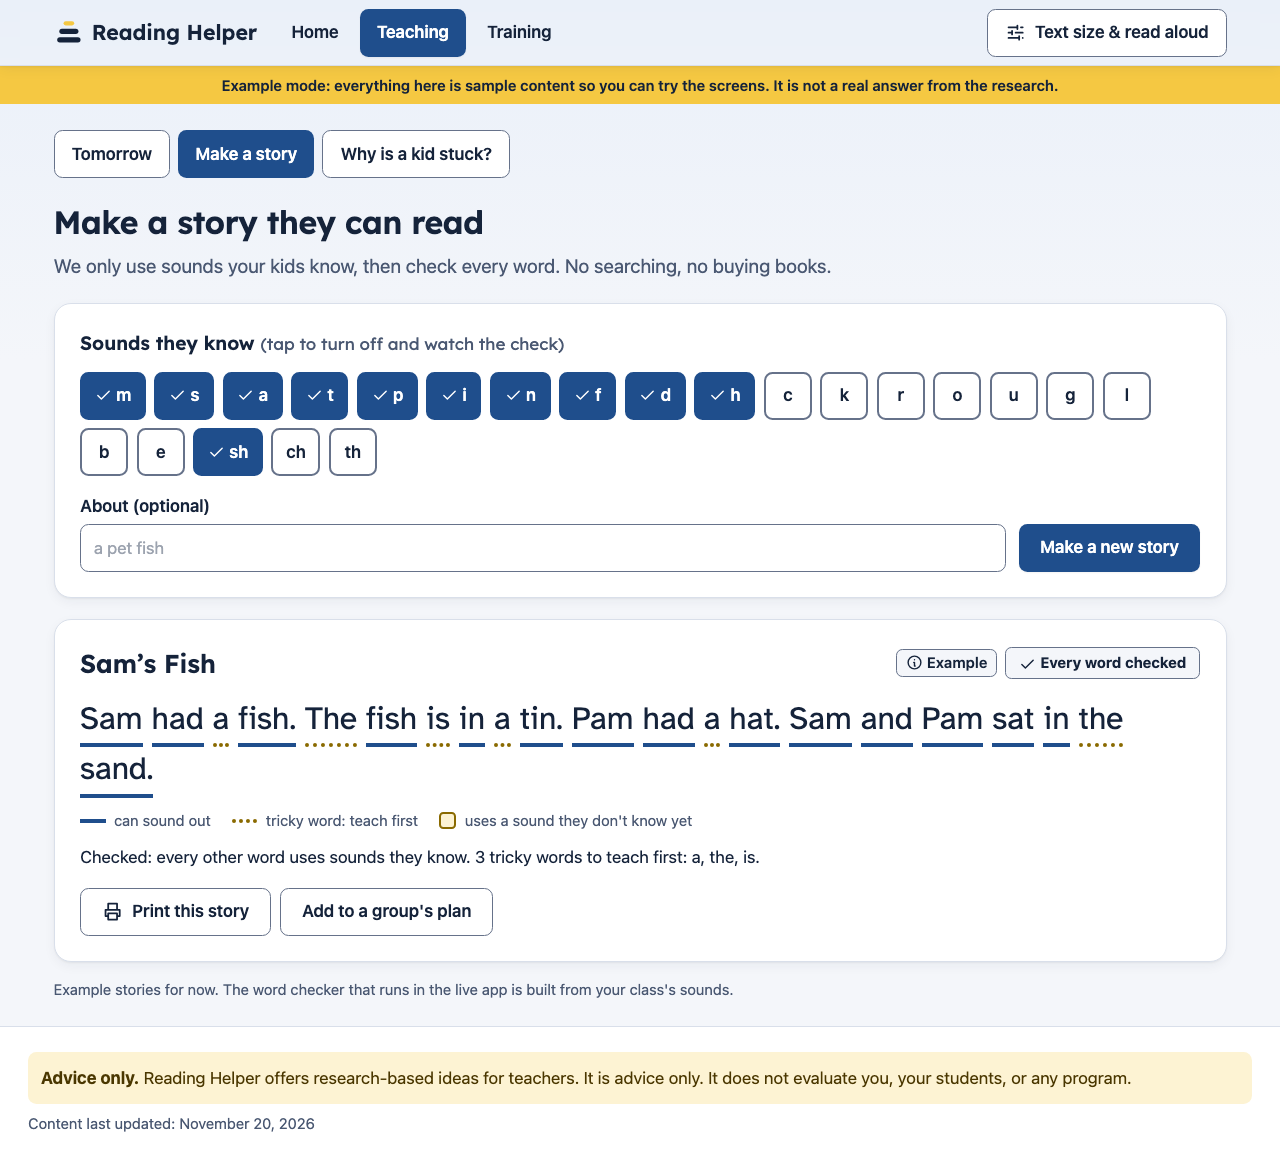 Reading Helper Home Teaching Training Text size & read aloud
Example mode: everything here is sample content so you can try the screens. It is not a real answer from the research.
Tomorrow Make a story Why is a kid stuck?
Make a story they can read
We only use sounds your kids know, then check every word. No searching, no buying books.
Sounds they know (tap to turn off and watch the check)
m s a t p i n f d h c k r o u g l
b e sh ch th
About (optional)
a pet fish Make a new story
Sam’s Fish Example Every word checked
Sam had a fish. The fish is in a tin. Pam had a hat. Sam and Pam sat in the
sand.
can sound out tricky word: teach first uses a sound they don't know yet
Checked: every other word uses sounds they know. 3 tricky words to teach first: a, the, is.
Print this story Add to a group's plan
Example stories for now. The word checker that runs in the live app is built from your class's sounds.
Advice only. Reading Helper offers research-based ideas for teachers. It is advice only. It does not evaluate you, your students, or any program.
Content last updated: November 20, 2026